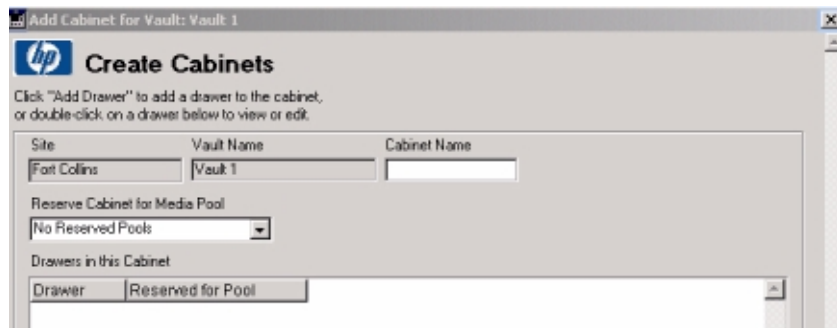 Add Cabinet for Vault: Vault 1
hp Create Cabinets
Click "Add Drawer" to add a drawer to the cabinet,
or double-click on a drawer below to view or edit.
Site Vault Name Cabinet Name
Fort Collins Vault 1
Reserve Cabinet for Media Pool
No Reserved Pools
Drawers in this Cabinet
Drawer Reserved for Pool